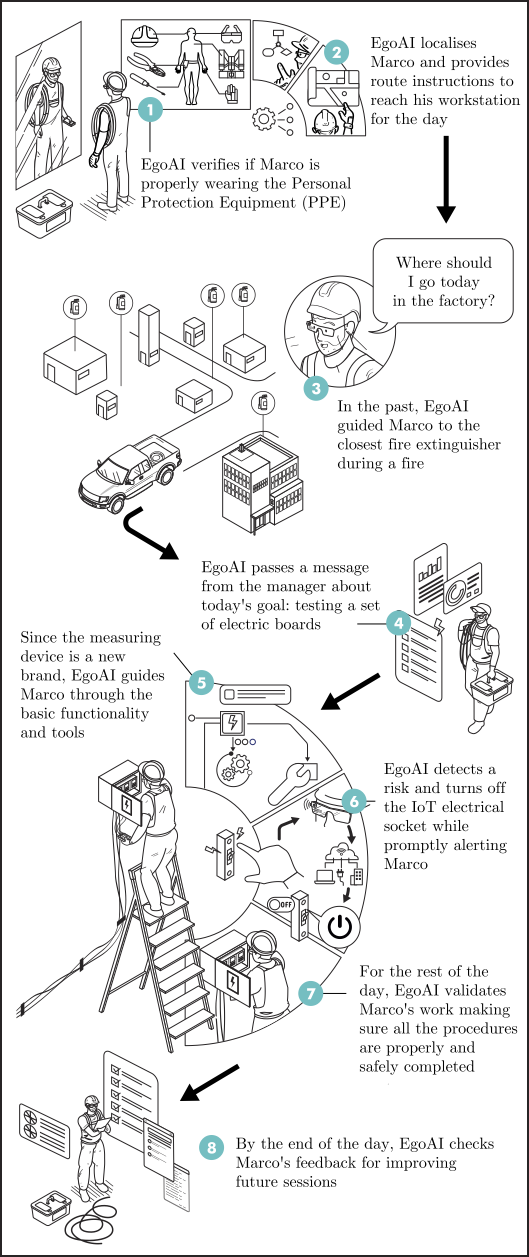 1
EgoAI verifies if Marco is
properly wearing the Personal
Protection Equipment (PPE)
2
EgoAI localises
Marco and provides
route instructions to
reach his workstation
for the day
Where should
I go today
in the factory?
3
In the past, EgoAI
guided Marco to the
closest fire extinguisher
during a fire
EgoAI passes a message
from the manager about
today's goal: testing a set
of electric boards
4
Since the measuring
device is a new
brand, EgoAI guides
Marco through the
basic functionality
and tools
5
EgoAI detects a
risk and turns off
the IoT electrical
socket while
promptly alerting
Marco
6
OFF
7
For the rest of the
day, EgoAI validates
Marco's work making
sure all the procedures
are properly and
safely completed
8
By the end of the day, EgoAI checks
Marco's feedback for improving
future sessions